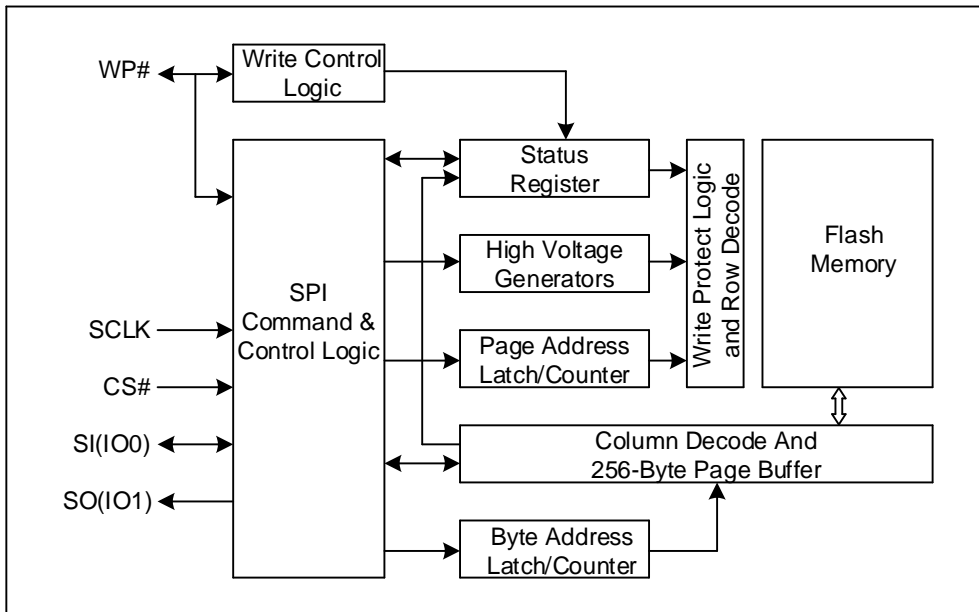 WP#
Write Control
Logic
Status
Register
High Voltage
Generators
Page Address
Latch/Counter
Write Protect Logic
and Row Decode
Flash
Memory
SPI
Command &
Control Logic
SCLK
CS#
SI(IO0)
SO(IO1)
Column Decode And
256-Byte Page Buffer
Byte Address
Latch/Counter